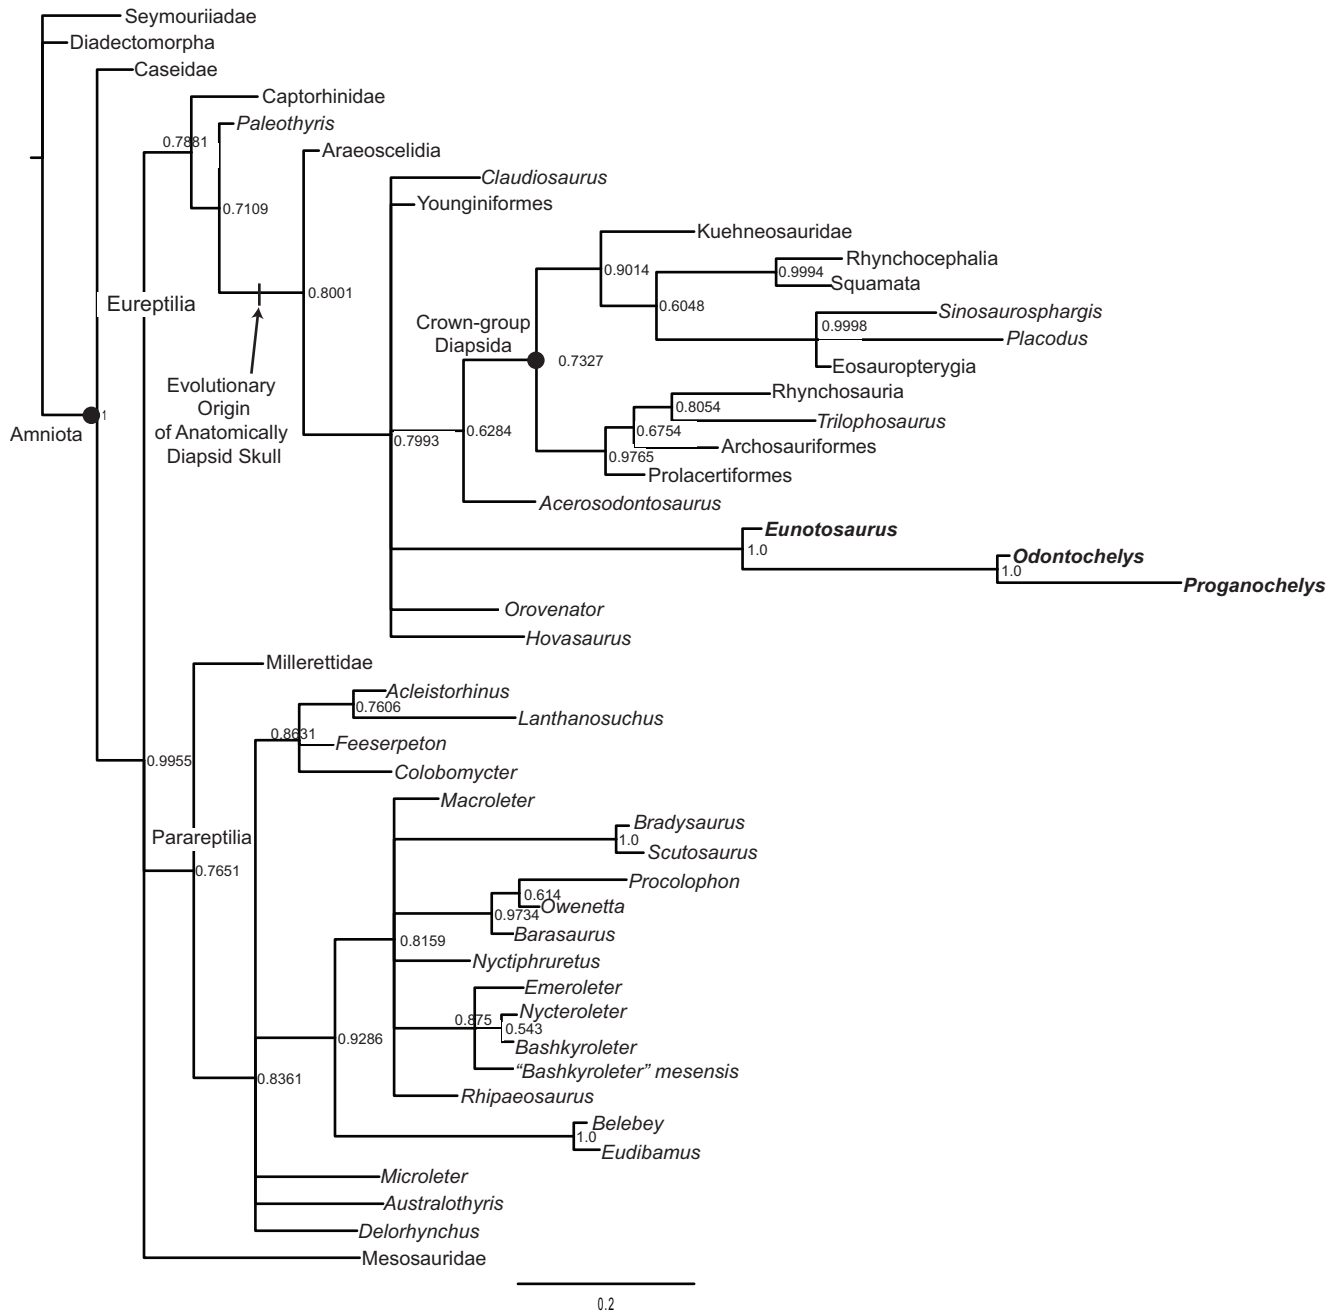 Seymouriiadae
Diadectomorpha
Caseidae
Captorhinidae
Paleothyris
0.7881
Araeoscelidia
Claudiosaurus
Younginiformes
0.7109
Kuehneosauridae
Rhynchocephalia
0.9014
0.9994
Squamata
Eureptilia
0.8001
0.6048
Sinosaurosphargis
Crown-group
Diapsida
0.9998
Placodus
0.7327
Eosauropterygia
Evolutionary
Origin
of Anatomically
Diapsid Skull
Rhynchosauria
0.8054
Amniota
1
Trilophosaurus
0.7993
0.6284
0.6754
Archosauriformes
0.9765
Prolacertiformes
Acerosodontosaurus
Eunotosaurus
1.0
Odontochelys
1.0
Proganochelys
Orovenator
Hovasaurus
Millerettidae
Acleistorhinus
0.7606
Lanthanosuchus
0.8631
Feeserpeton
0.9955
Colobomycter
Macroleter
Bradysaurus
Parareptilia
1.0
Scutosaurus
0.7651
Procolophon
0.614
Owenetta
0.9734
Barasaurus
0.8159
Nyctiphruretus
Emeroleter
Nycteroleter
0.875
0.543
0.9286
Bashkyroleter
“Bashkyroleter” mesensis
0.8361
Rhipaeosaurus
Belebey
1.0
Eudibamus
Microleter
Australothyris
Delorhynchus
Mesosauridae
0.2